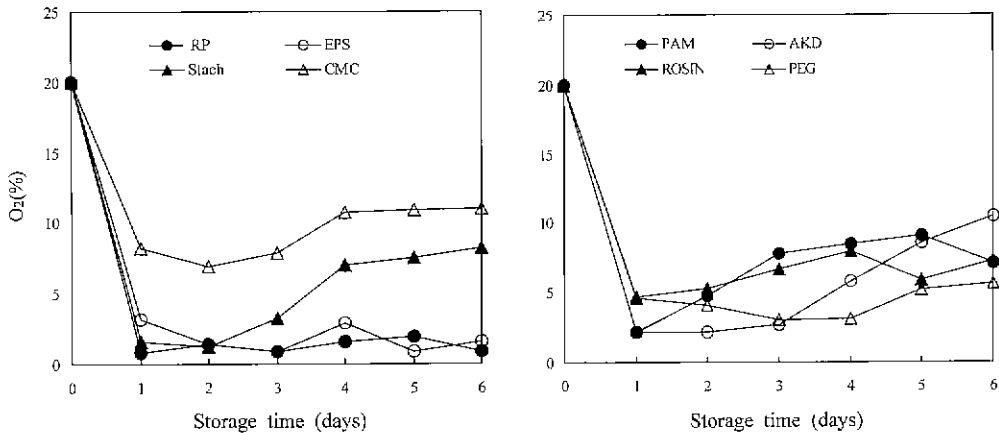 25
20
15
10
5
0
O₂(%)
RP EPS
Stach CMC
0 1 2 3 4 5 6
Storage time (days)
25
20
15
10
5
0
PAM AKD
ROSIN PEG
0 1 2 3 4 5 6
Storage time (days)